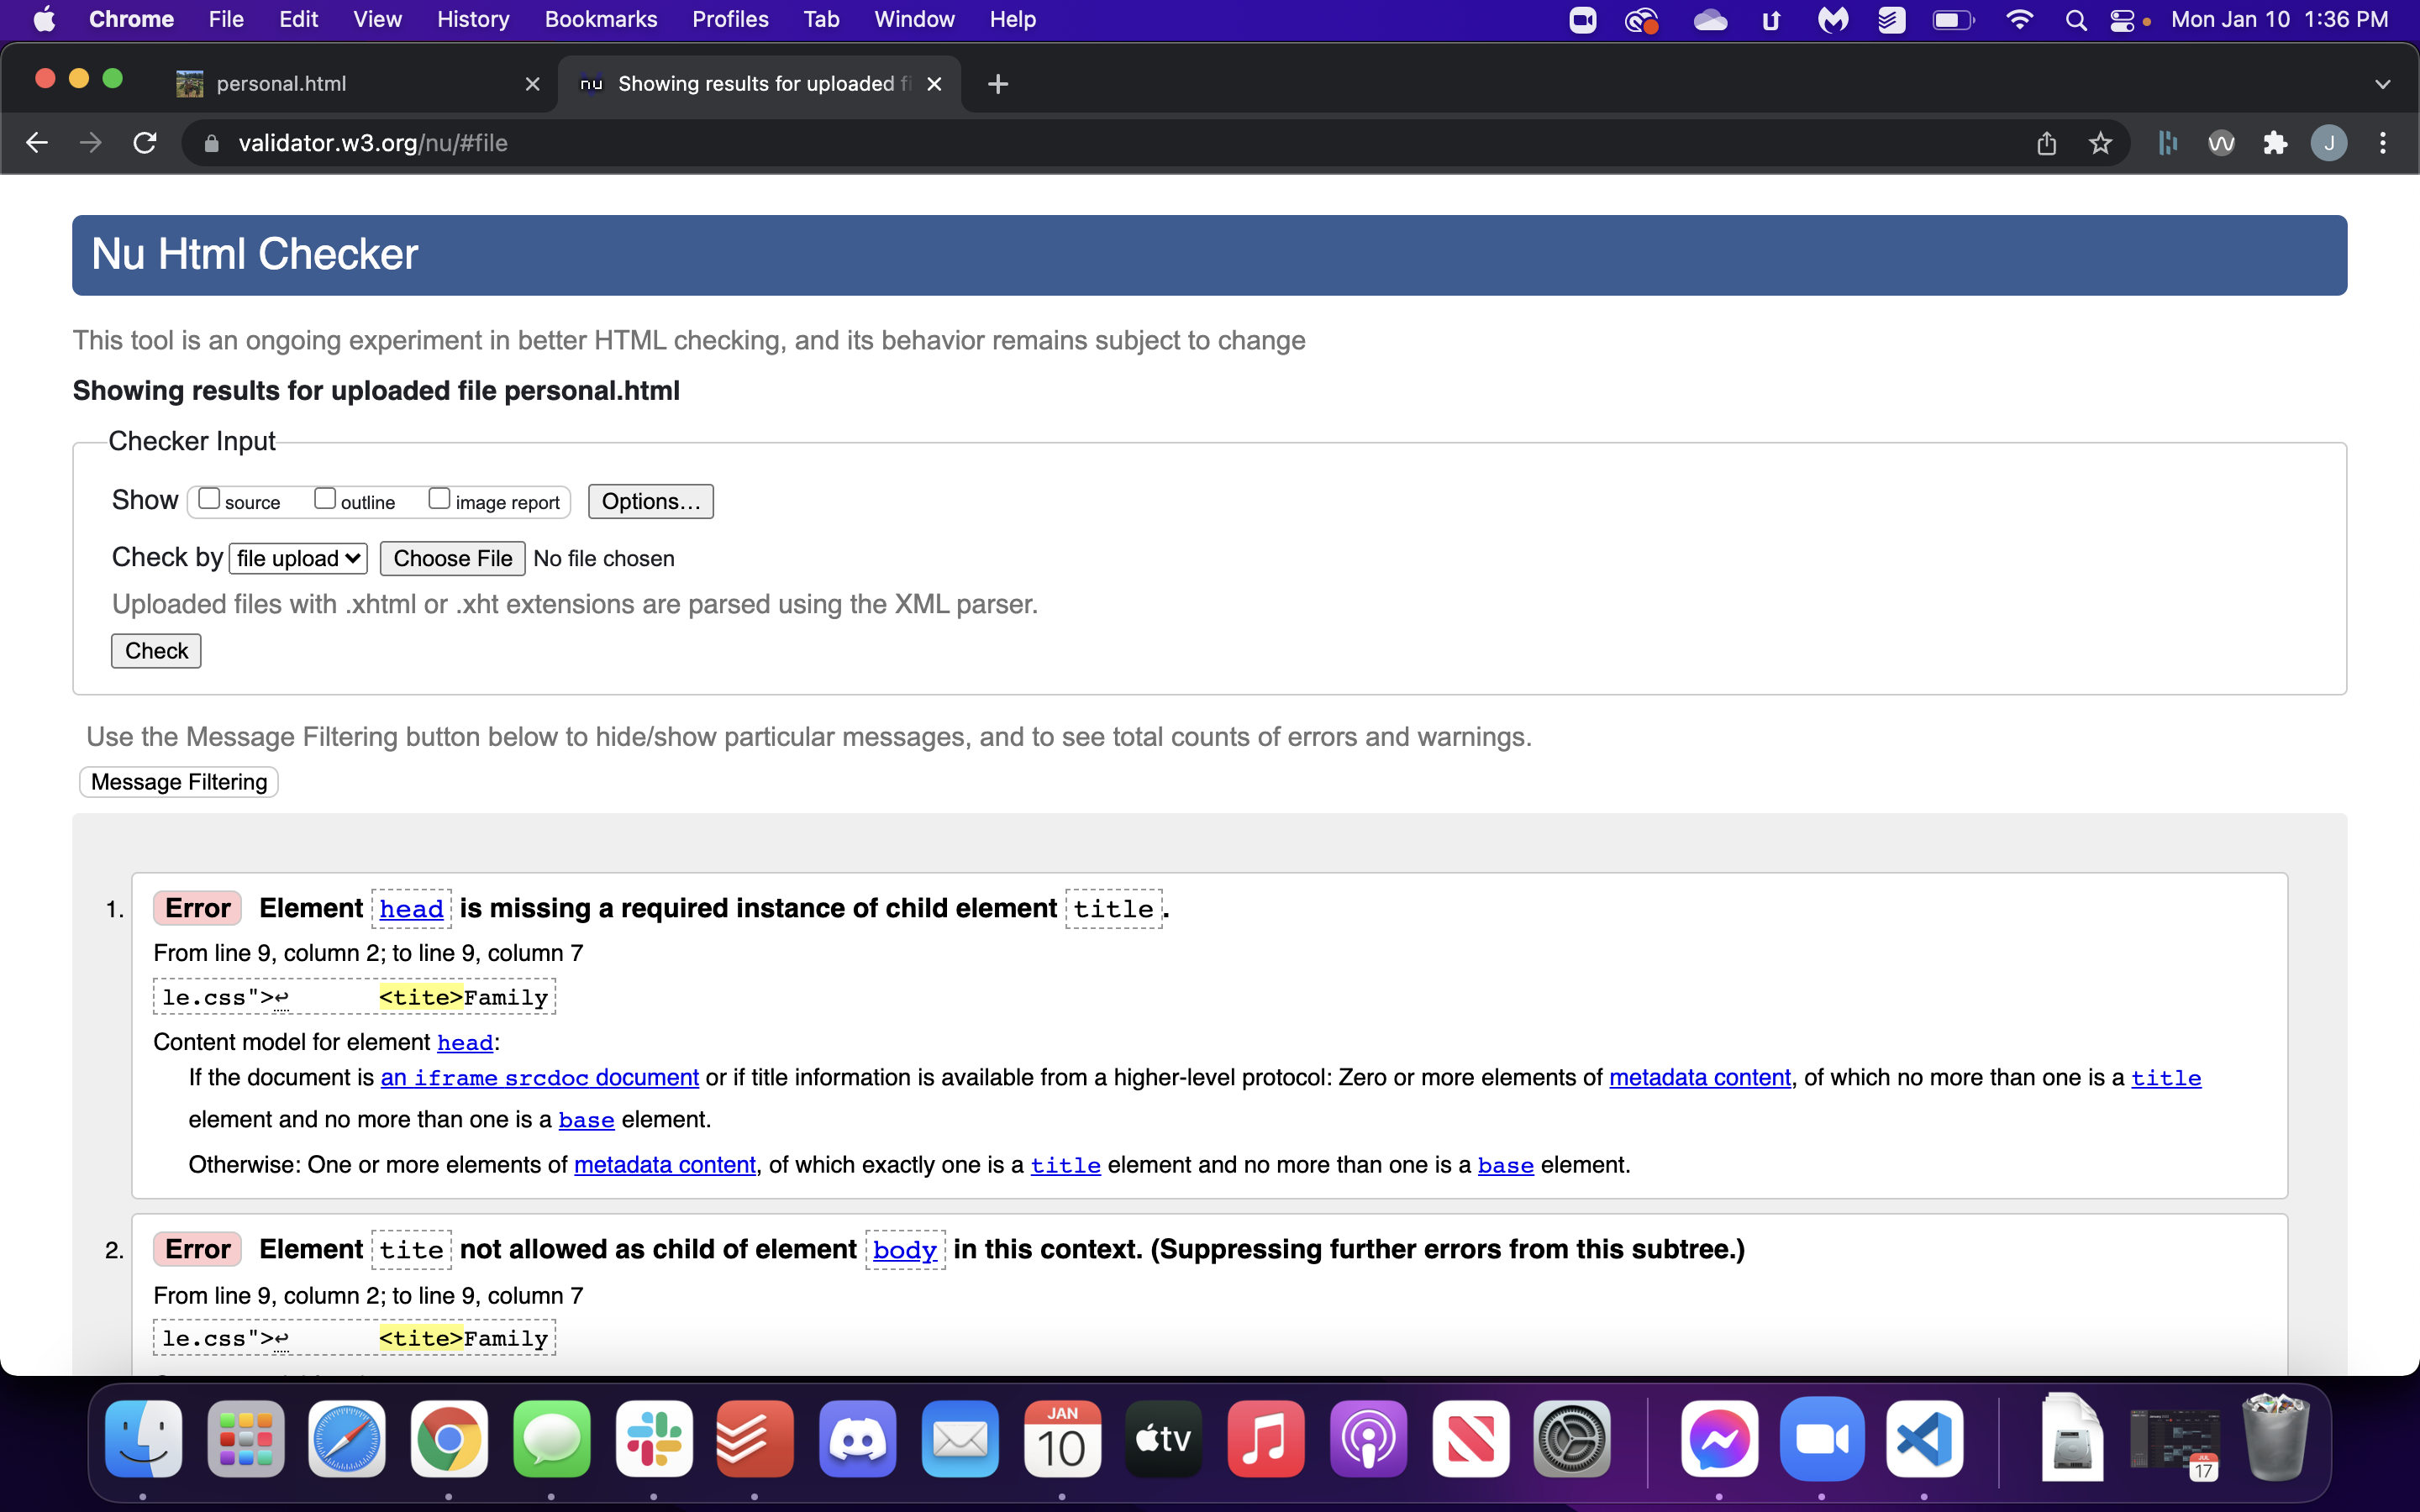 Chrome File Edit View History Bookmarks Profiles Tab Window Help Mon Jan 10 1:36 PM
personal.html nu Showing results for uploaded fi
validator.w3.org/nu/#file J
Nu Html Checker
This tool is an ongoing experiment in better HTML checking, and its behavior remains subject to change
Showing results for uploaded file personal.html
Checker Input
Show source outline image report Options...
Check by file upload Choose File No file chosen
Uploaded files with .xhtml or .xht extensions are parsed using the XML parser.
Check
Use the Message Filtering button below to hide/show particular messages, and to see total counts of errors and warnings.
Message Filtering
1. Error Element head is missing a required instance of child element title.
From line 9, column 2; to line 9, column 7
le.css">↩ <tite>Family
Content model for element head:
If the document is an iframe srcdoc document or if title information is available from a higher-level protocol: Zero or more elements of metadata content, of which no more than one is a title
element and no more than one is a base element.
Otherwise: One or more elements of metadata content, of which exactly one is a title element and no more than one is a base element.
2. Error Element tite not allowed as child of element body in this context. (Suppressing further errors from this subtree.)
From line 9, column 2; to line 9, column 7
le.css">↩ <tite>Family
JAN
10
tv
JUL
17